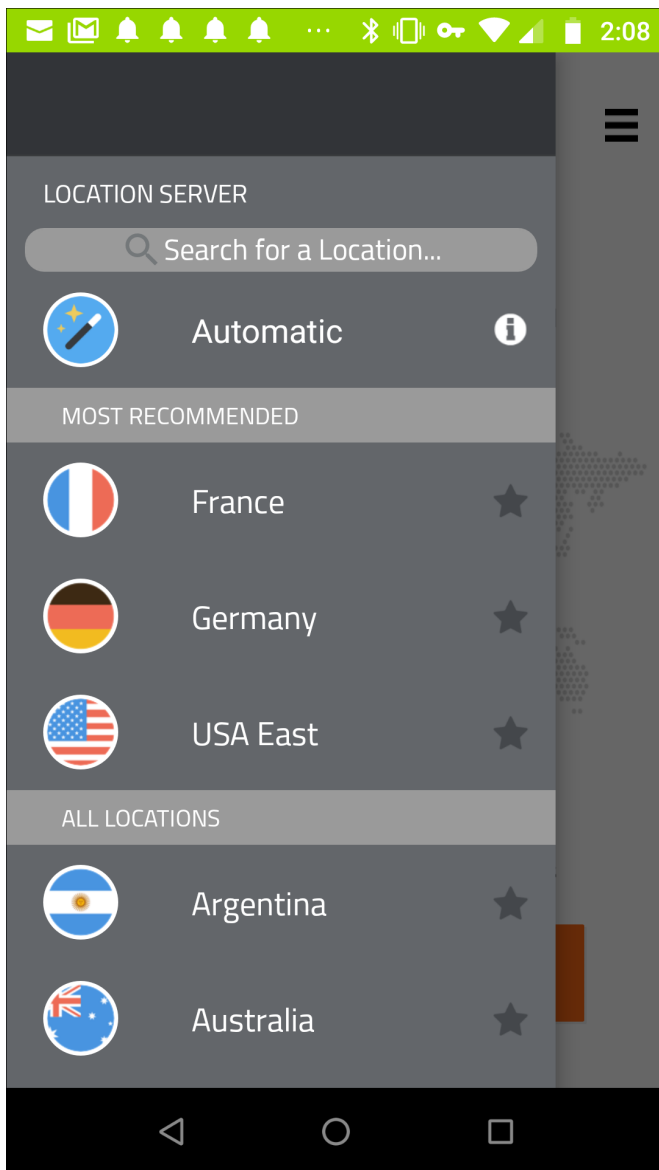 2:08
LOCATION SERVER
Search for a Location...
Automatic
MOST RECOMMENDED
France
Germany
USA East
ALL LOCATIONS
Argentina
Australia